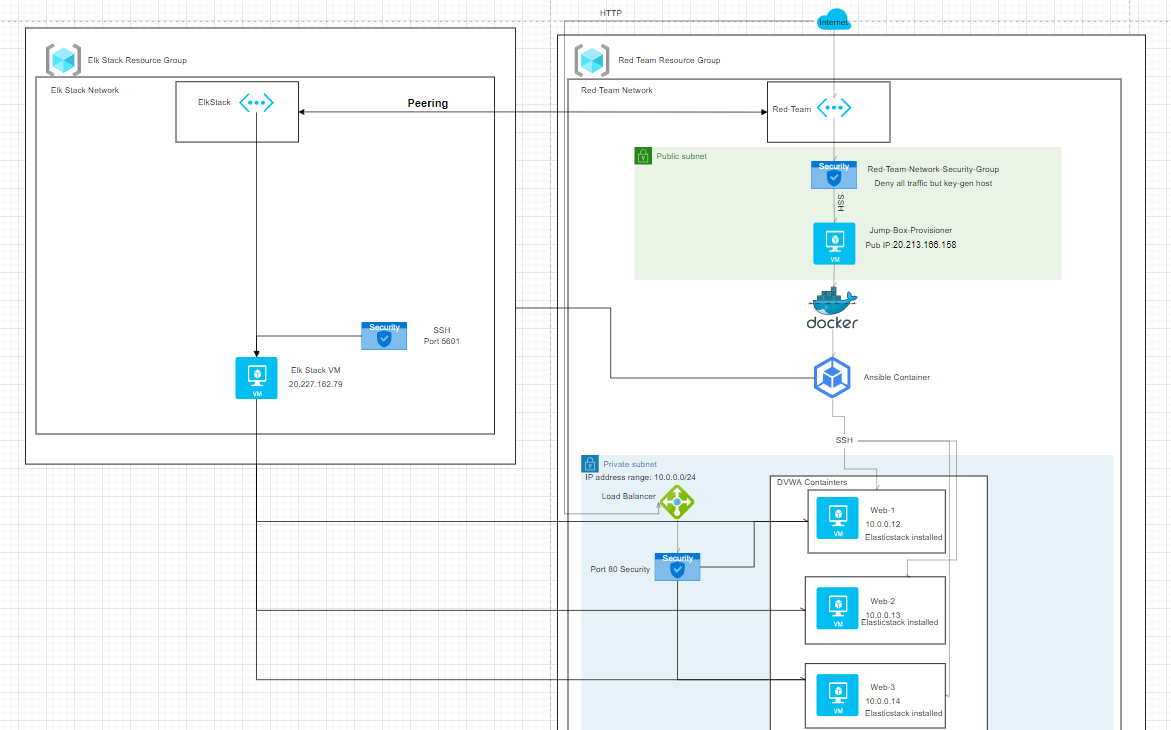 HTTP
Internet
Elk Stack Resource Group
Elk Stack Network
ElkStack
Peering
Security
SSH
Port 5601
Elk Stack VM
20.227.162.79
VM
Red Team Resource Group
Red-Team Network
Red-Team
Public subnet
Security
Red-Team-Network-Security-Group
Deny all traffic but key-gen host
SSH
Jump-Box-Provisioner
Pub IP:20.213.166.158
VM
docker
Ansible Container
SSH
Private subnet
IP address range: 10.0.0.0/24
Load Balancer
Security
Port 80 Security
DVWA Containters
Web-1
10.0.0.12
Elasticstack installed
VM
Web-2
10.0.0.13
Elasticstack installed
VM
Web-3
10.0.0.14
Elasticstack installed
VM